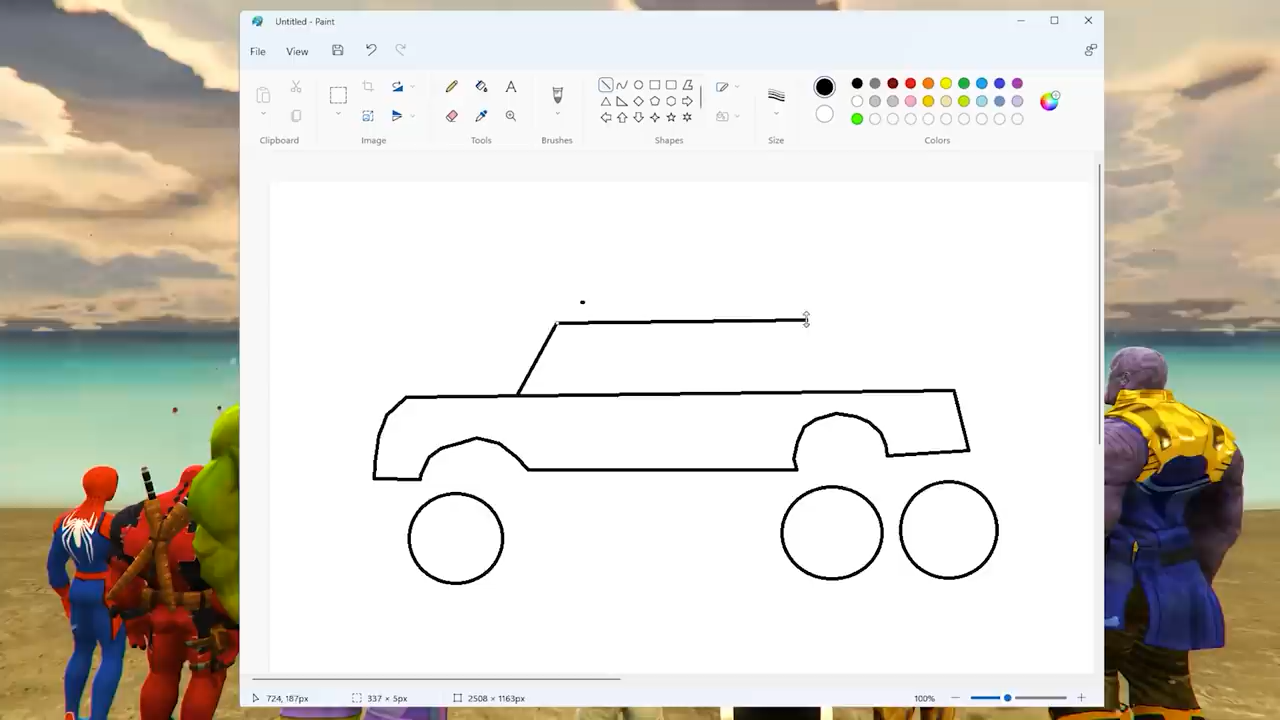 Untitled - Paint
File View
Clipboard Image Tools Brushes Shapes Size Colors
724, 187px 337 × 5px 2508 × 1163px 100%